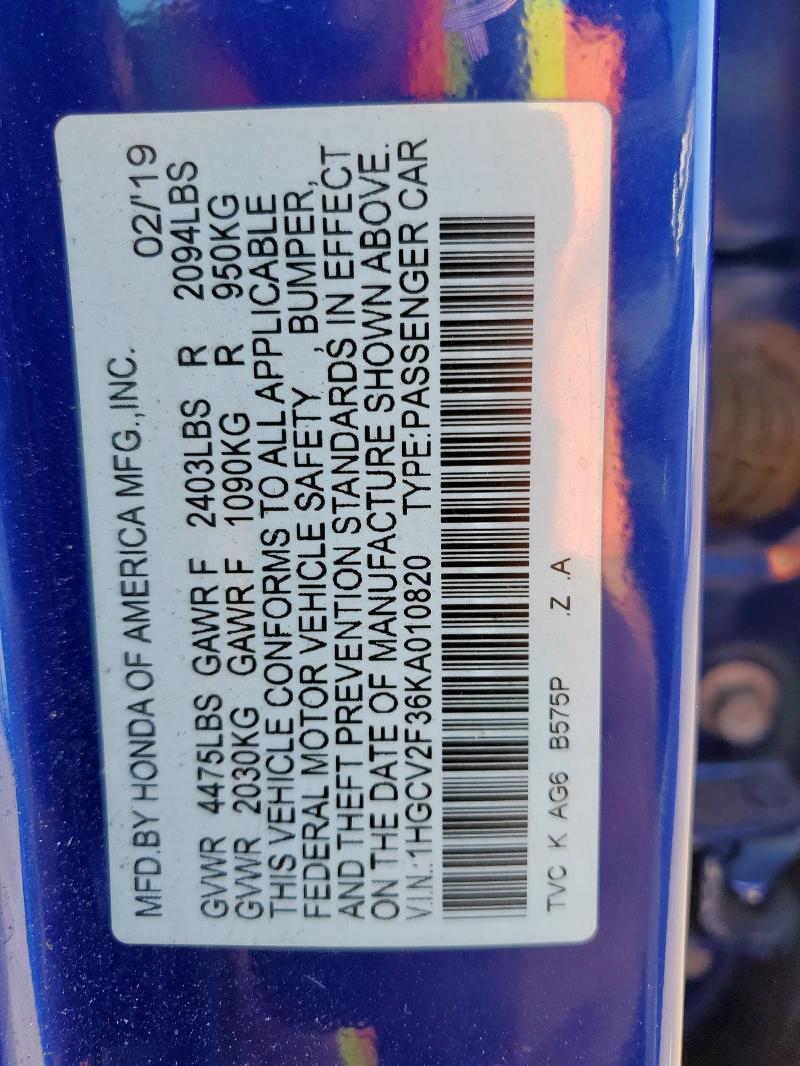 MFD.BY HONDA OF AMERICA MFG.,INC. 02/'19
GVWR 4475LBS GAWR F 2403LBS R 2094LBS
GVWR 2030KG GAWR F 1090KG R 950KG
THIS VEHICLE CONFORMS TO ALL APPLICABLE
FEDERAL MOTOR VEHICLE SAFETY , BUMPER,
AND THEFT PREVENTION STANDARDS IN EFFECT
ON THE DATE OF MANUFACTURE SHOWN ABOVE.
V.I.N.:1HGCV2F36KA010820 TYPE:PASSENGER CAR
TVC K AG6 B575P .Z .A